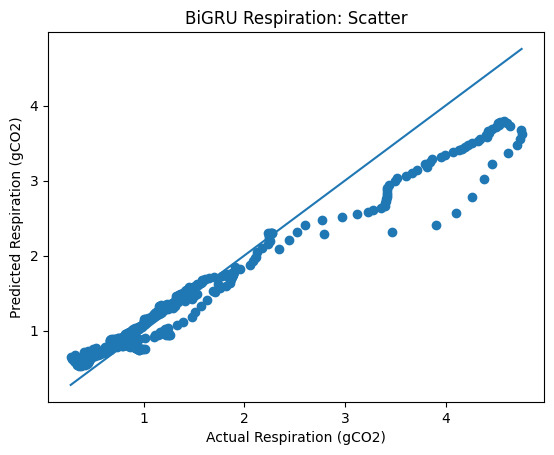 BiGRU Respiration: Scatter
Predicted Respiration (gCO2)
4
3
2
1
1 2 3 4
Actual Respiration (gCO2)